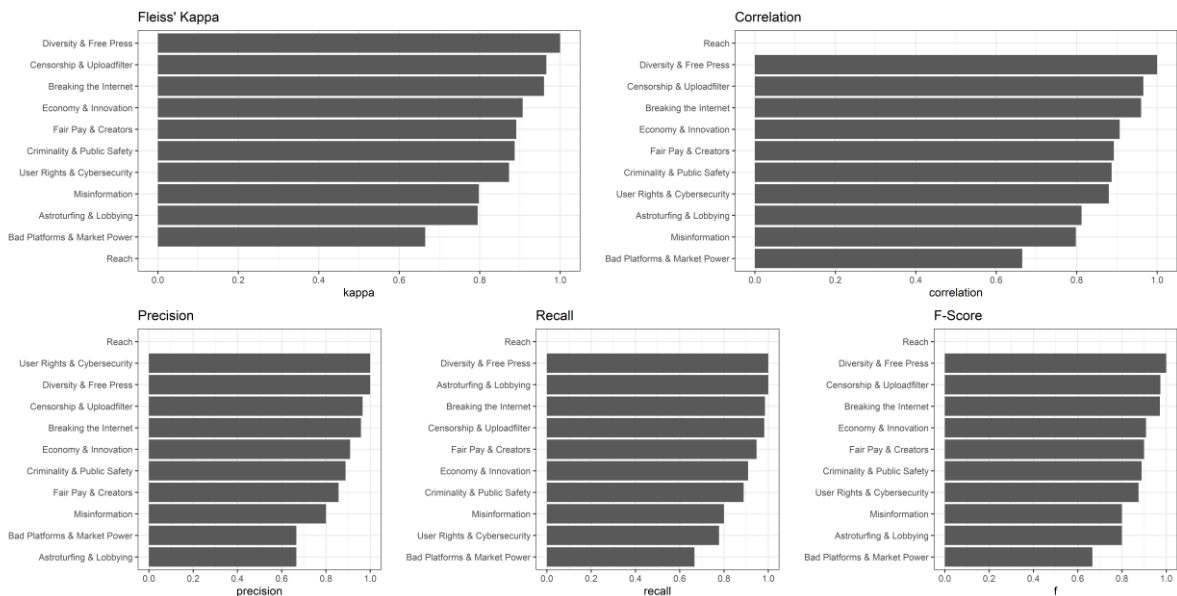 Fleiss' Kappa
Diversity & Free Press
Censorship & Uploadfilter
Breaking the Internet
Economy & Innovation
Fair Pay & Creators
Criminality & Public Safety
User Rights & Cybersecurity
Misinformation
Astroturfing & Lobbying
Bad Platforms & Market Power
Reach
0.0 0.2 0.4 0.6 0.8 1.0
kappa
Correlation
Reach
Diversity & Free Press
Censorship & Uploadfilter
Breaking the Internet
Economy & Innovation
Fair Pay & Creators
Criminality & Public Safety
User Rights & Cybersecurity
Astroturfing & Lobbying
Misinformation
Bad Platforms & Market Power
0.0 0.2 0.4 0.6 0.8 1.0
correlation
Precision
Reach
User Rights & Cybersecurity
Diversity & Free Press
Censorship & Uploadfilter
Breaking the Internet
Economy & Innovation
Criminality & Public Safety
Fair Pay & Creators
Misinformation
Bad Platforms & Market Power
Astroturfing & Lobbying
0.0 0.2 0.4 0.6 0.8 1.0
precision
Recall
Reach
Diversity & Free Press
Astroturfing & Lobbying
Breaking the Internet
Censorship & Uploadfilter
Fair Pay & Creators
Economy & Innovation
Criminality & Public Safety
Misinformation
User Rights & Cybersecurity
Bad Platforms & Market Power
0.0 0.2 0.4 0.6 0.8 1.0
recall
F-Score
Reach
Diversity & Free Press
Censorship & Uploadfilter
Breaking the Internet
Economy & Innovation
Fair Pay & Creators
Criminality & Public Safety
User Rights & Cybersecurity
Misinformation
Astroturfing & Lobbying
Bad Platforms & Market Power
0.0 0.2 0.4 0.6 0.8 1.0
f